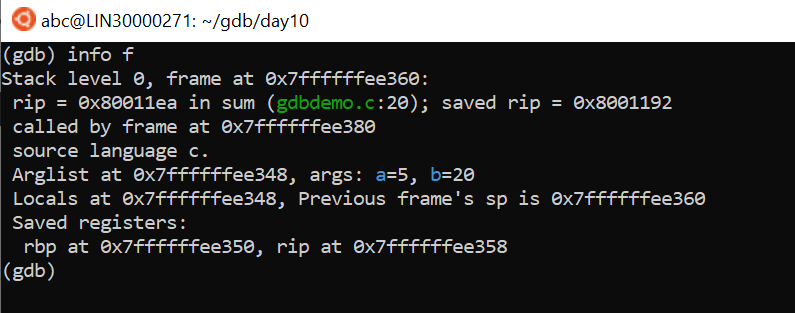 abc@LIN30000271: ~/gdb/day10
(gdb) info f
Stack level 0, frame at 0x7ffffffee360:
 rip = 0x80011ea in sum (gdbdemo.c:20); saved rip = 0x8001192
 called by frame at 0x7ffffffee380
 source language c.
 Arglist at 0x7ffffffee348, args: a=5, b=20
 Locals at 0x7ffffffee348, Previous frame's sp is 0x7ffffffee360
 Saved registers:
  rbp at 0x7ffffffee350, rip at 0x7ffffffee358
(gdb)